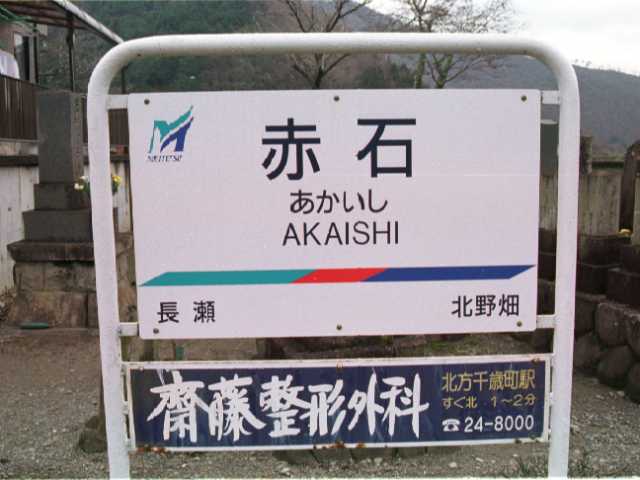 MEITETSU
赤石
あかいし
AKAISHI
長瀬 北野畑
齋藤整形外科
北方千歳町駅
すぐ北 1〜2分
☎24-8000